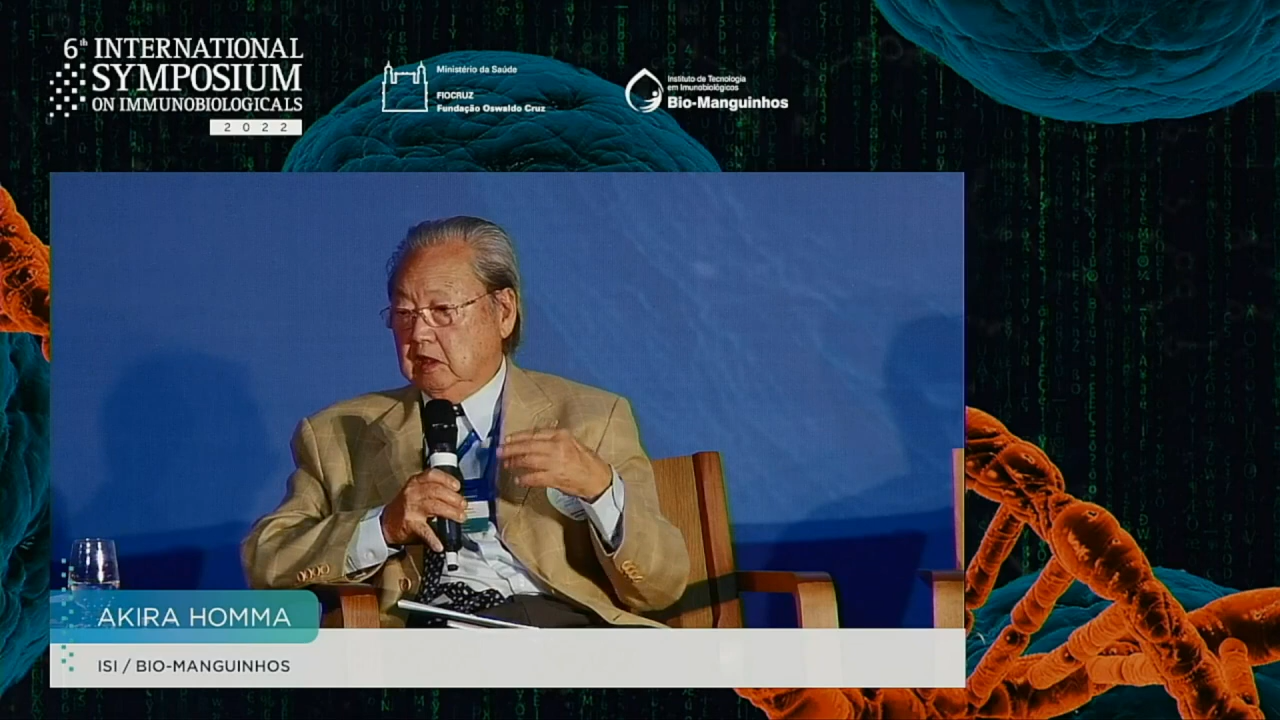 6th INTERNATIONAL
SYMPOSIUM
ON IMMUNOBIOLOGICALS
2022
Ministério da Saúde
FIOCRUZ
Fundação Oswaldo Cruz
Instituto de Tecnologia
em Imunobiológicos
Bio-Manguinhos
AKIRA HOMMA
ISI / BIO-MANGUINHOS